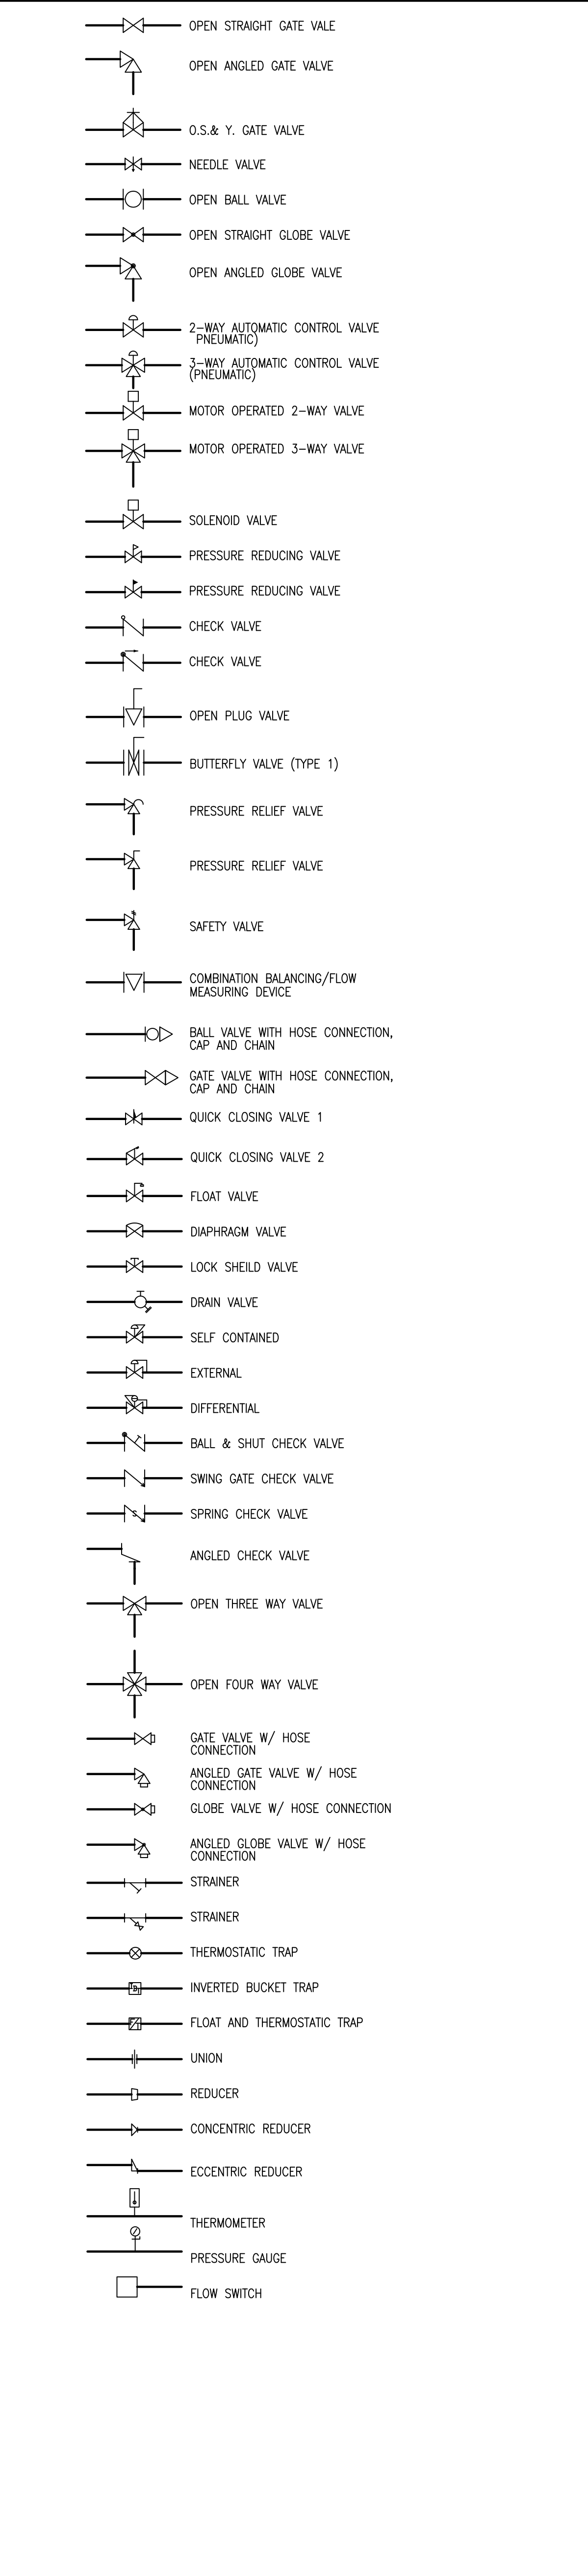 OPEN STRAIGHT GATE VALE
OPEN ANGLED GATE VALVE
O.S.& Y. GATE VALVE
NEEDLE VALVE
OPEN BALL VALVE
OPEN STRAIGHT GLOBE VALVE
OPEN ANGLED GLOBE VALVE
2-WAY AUTOMATIC CONTROL VALVE
PNEUMATIC)
3-WAY AUTOMATIC CONTROL VALVE
(PNEUMATIC)
MOTOR OPERATED 2-WAY VALVE
MOTOR OPERATED 3-WAY VALVE
SOLENOID VALVE
PRESSURE REDUCING VALVE
PRESSURE REDUCING VALVE
CHECK VALVE
CHECK VALVE
OPEN PLUG VALVE
BUTTERFLY VALVE (TYPE 1)
PRESSURE RELIEF VALVE
PRESSURE RELIEF VALVE
SAFETY VALVE
COMBINATION BALANCING/FLOW
MEASURING DEVICE
BALL VALVE WITH HOSE CONNECTION,
CAP AND CHAIN
GATE VALVE WITH HOSE CONNECTION,
CAP AND CHAIN
QUICK CLOSING VALVE 1
QUICK CLOSING VALVE 2
FLOAT VALVE
DIAPHRAGM VALVE
LOCK SHEILD VALVE
DRAIN VALVE
SELF CONTAINED
EXTERNAL
DIFFERENTIAL
BALL & SHUT CHECK VALVE
SWING GATE CHECK VALVE
S SPRING CHECK VALVE
ANGLED CHECK VALVE
OPEN THREE WAY VALVE
OPEN FOUR WAY VALVE
GATE VALVE W/ HOSE
CONNECTION
ANGLED GATE VALVE W/ HOSE
CONNECTION
GLOBE VALVE W/ HOSE CONNECTION
ANGLED GLOBE VALVE W/ HOSE
CONNECTION
STRAINER
STRAINER
THERMOSTATIC TRAP
INVERTED BUCKET TRAP
FLOAT AND THERMOSTATIC TRAP
UNION
REDUCER
CONCENTRIC REDUCER
ECCENTRIC REDUCER
THERMOMETER
PRESSURE GAUGE
FLOW SWITCH